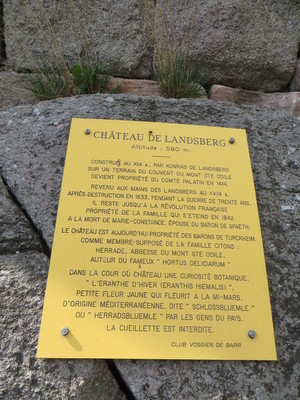 CHÂTEAU DE LANDSBERG
Altitude : 580 m.
CONSTRUIT AU XIIIe s., PAR KONRAD DE LANDSBERG
SUR UN TERRAIN DU COUVENT DU MONT STE ODILE
DEVIENT PROPRIÉTÉ DU COMTE PALATIN EN 1414.
REVENU AUX MAINS DES LANDSBERG AU XVIIe s.
APRÈS DESTRUCTION EN 1633, PENDANT LA GUERRE DE TRENTE ANS,
IL RESTE JUSQU'A LA RÉVOLUTION FRANÇAISE,
PROPRIÉTÉ DE LA FAMILLE QUI S'ETEIND EN 1842
A LA MORT DE MARIE-CONSTANCE, ÉPOUSE DU BATON DE SPAETH.
LE CHÂTEAU EST AUJOURD'HUI PROPRIÉTÉ DES BARONS DE TURCKHEIM.
COMME MEMBRE SUPPOSÉ DE LA FAMILLE CITONS :
HERRADE, ABBESSE DU MONT STE ODILE,
AUTEUR DU FAMEUX " HORTUS DELICIARUM "
DANS LA COUR DU CHÂTEAU UNE CURIOSITÉ BOTANIQUE,
" L'ERANTHE D'HIVER (ERANTHIS HIEMALIS) ",
PETITE FLEUR JAUNE QUI FLEURIT A LA MI-MARS,
D'ORIGINE MÉDITERRANÉENNE, DITE " SCHLOSSBLUEMLE "
OU " HERRADSBLUEMLE " PAR LES GENS DU PAYS.
LA CUEILLETTE EST INTERDITE.
CLUB VOSGIEN DE BARR